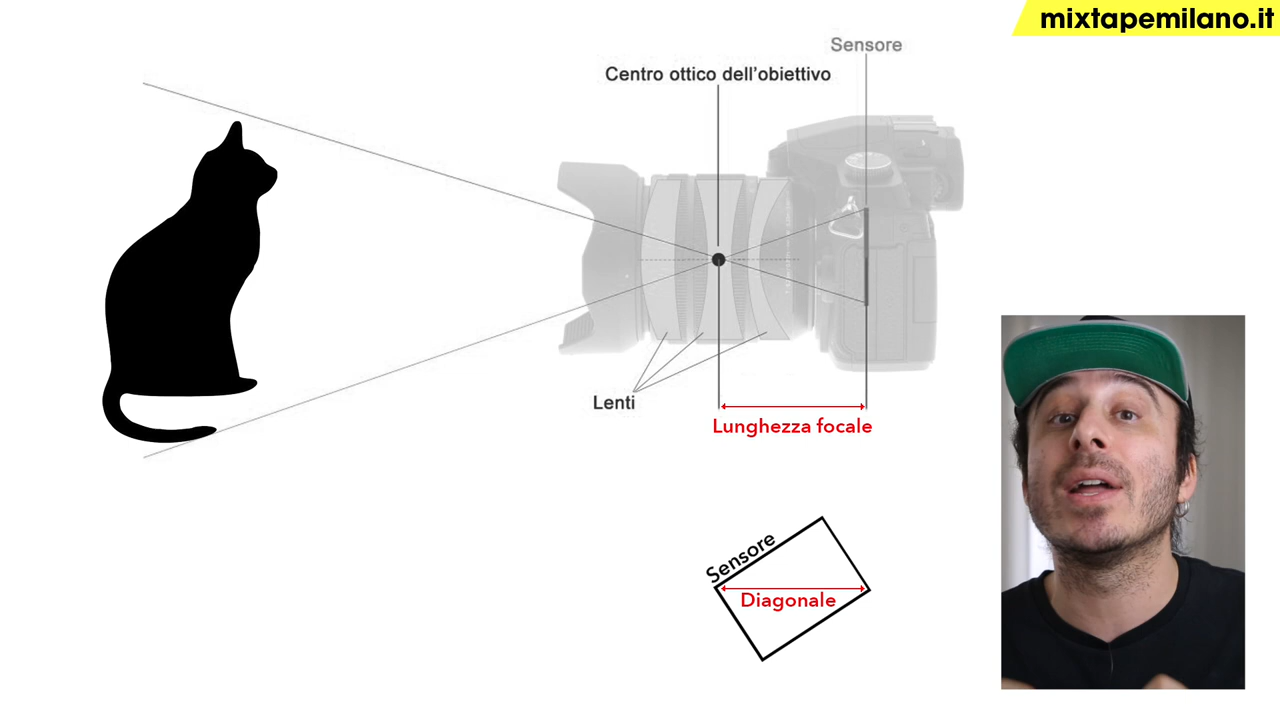 mixtapemilano.it
Sensore
Centro ottico dell'obiettivo
Lenti
Lunghezza focale
Sensore
Diagonale